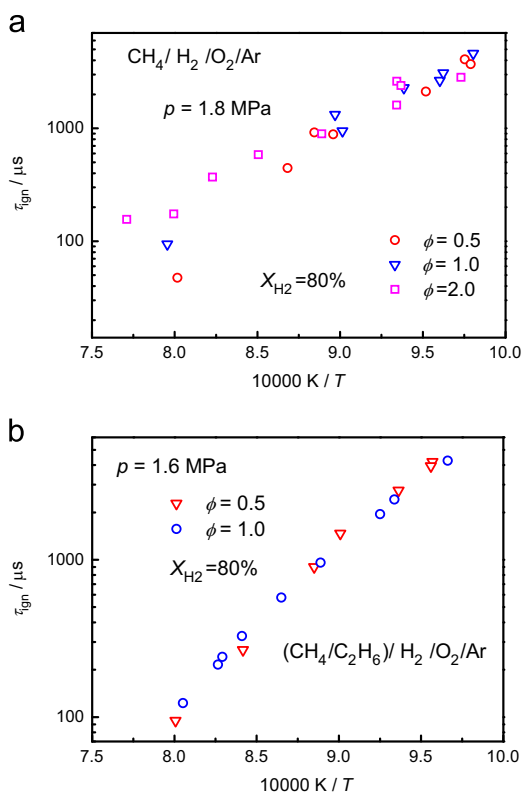 a
CH₄/ H₂ /O₂/Ar
p = 1.8 MPa
1000
100
τign / μs
ϕ = 0.5
ϕ = 1.0
ϕ =2.0
XH2 =80%
7.5 8.0 8.5 9.0 9.5 10.0
10000 K / T
b
p = 1.6 MPa
ϕ = 0.5
ϕ = 1.0
XH2 =80%
1000
100
τign / μs
(CH₄/C₂H₆)/ H₂ /O₂/Ar
7.5 8.0 8.5 9.0 9.5 10.0
10000 K / T